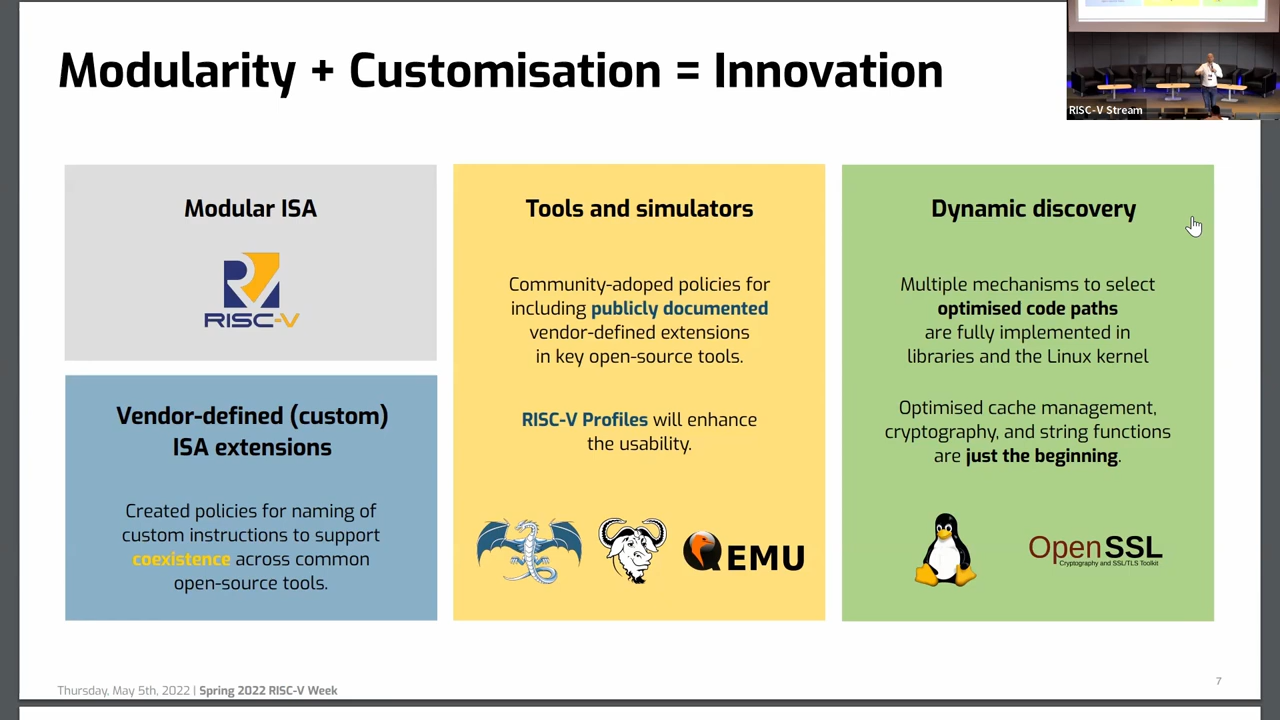 Modularity + Customisation = Innovation
RISC-V Stream
Modular ISA
RISC-V
Vendor-defined (custom)
ISA extensions
Created policies for naming of
custom instructions to support
coexistence across common
open-source tools.
Tools and simulators
Community-adoped policies for
including publicly documented
vendor-defined extensions
in key open-source tools.
RISC-V Profiles will enhance
the usability.
QEMU
Dynamic discovery
Multiple mechanisms to select
optimised code paths
are fully implemented in
libraries and the Linux kernel
Optimised cache management,
cryptography, and string functions
are just the beginning.
OpenSSL
Cryptography and SSL/TLS Toolkit
Thursday, May 5th, 2022 | Spring 2022 RISC-V Week
7